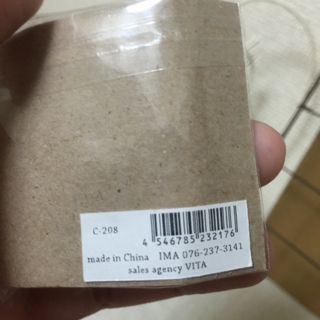 C-208
4 546785 232176
made in China IMA 076-237-3141
sales agency VITA